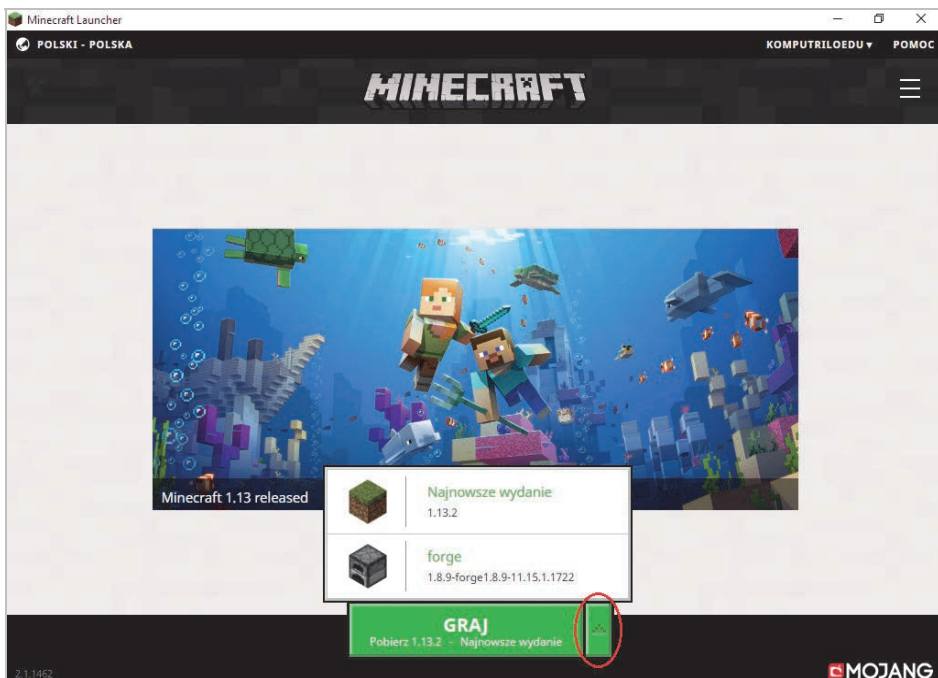 Minecraft Launcher
POLSKI - POLSKA
KOMPUTRILOEDU ▾ POMOC
MINECRAFT
Minecraft 1.13 released
Najnowsze wydanie
1.13.2
forge
1.8.9-forge1.8.9-11.15.1.1722
GRAJ
Pobierz 1.13.2 - Najnowsze wydanie
2.1.1462
MOJANG